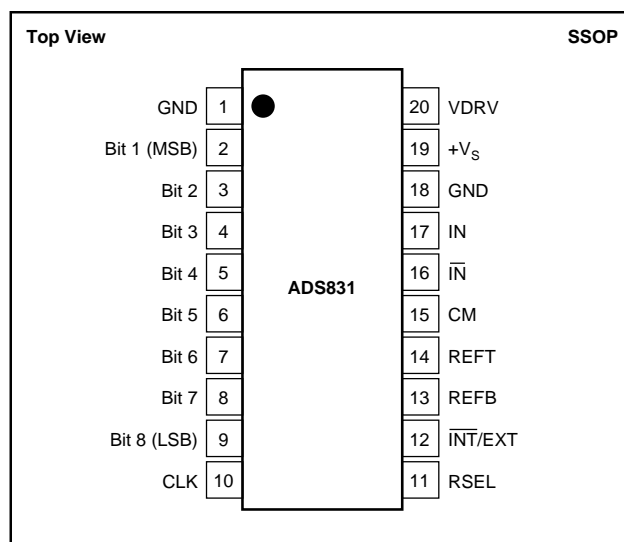 Top View SSOP
GND 1 20 VDRV
Bit 1 (MSB) 2 19 +VS
Bit 2 3 18 GND
Bit 3 4 17 IN
Bit 4 5 16 I̅N̅
ADS831
Bit 5 6 15 CM
Bit 6 7 14 REFT
Bit 7 8 13 REFB
Bit 8 (LSB) 9 12 I̅N̅T̅/EXT
CLK 10 11 RSEL